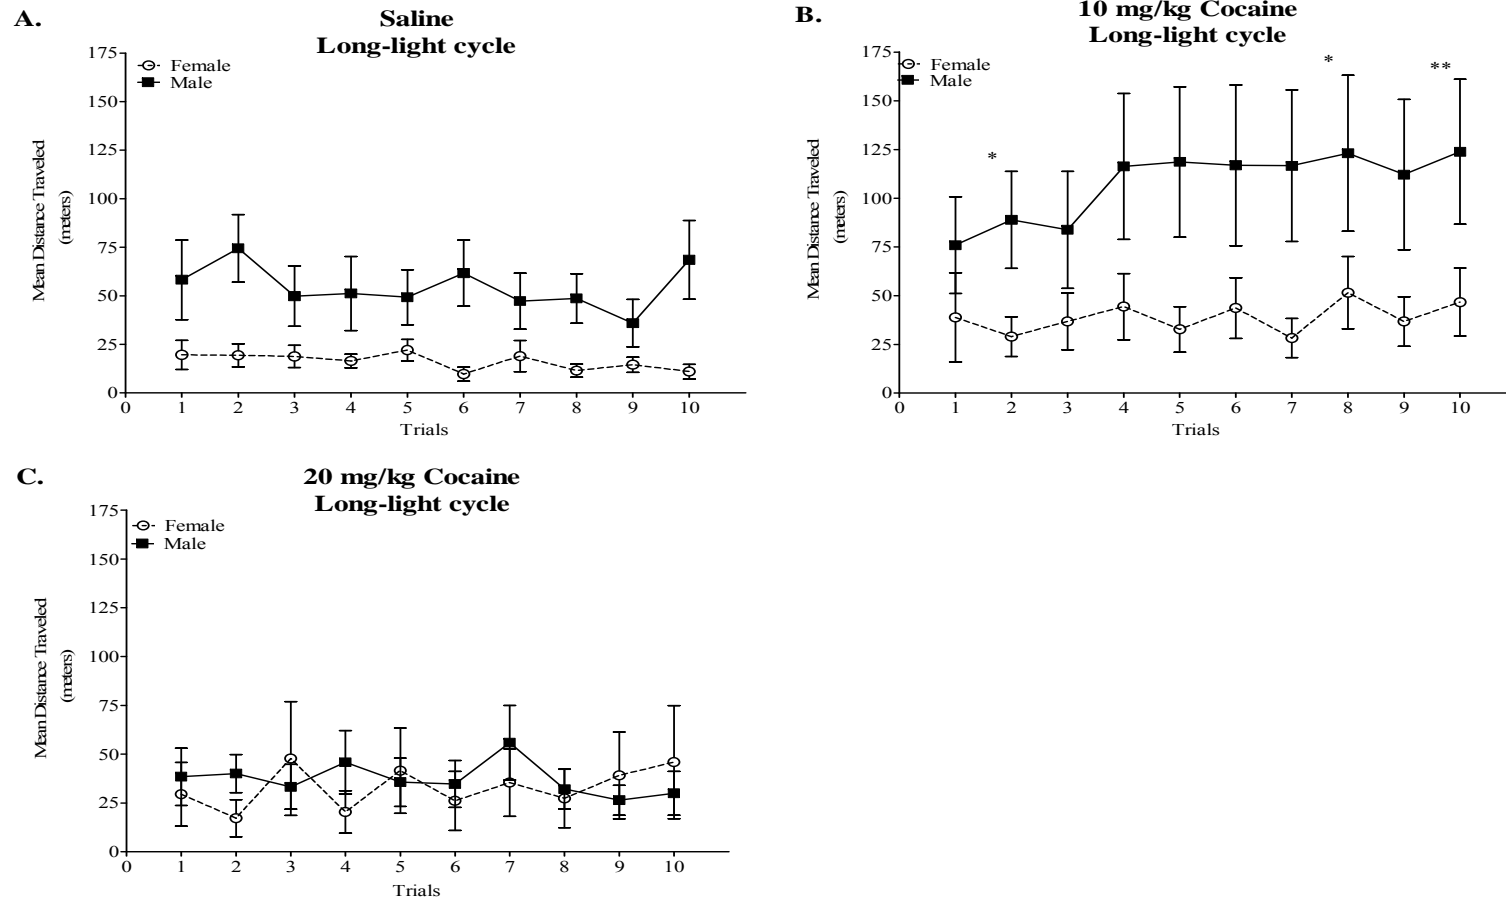 A.
Saline
Long-light cycle
Female
Male
175
150
125
100
75
50
25
0
Mean Distance Traveled
(meters)
0 1 2 3 4 5 6 7 8 9 10
Trials
B.
10 mg/kg Cocaine
Long-light cycle
Female
Male
175
150
125
100
75
50
25
0
Mean Distance Traveled
(meters)
*
*
**
0 1 2 3 4 5 6 7 8 9 10
Trials
C.
20 mg/kg Cocaine
Long-light cycle
Female
Male
175
150
125
100
75
50
25
0
Mean Distance Traveled
(meters)
0 1 2 3 4 5 6 7 8 9 10
Trials